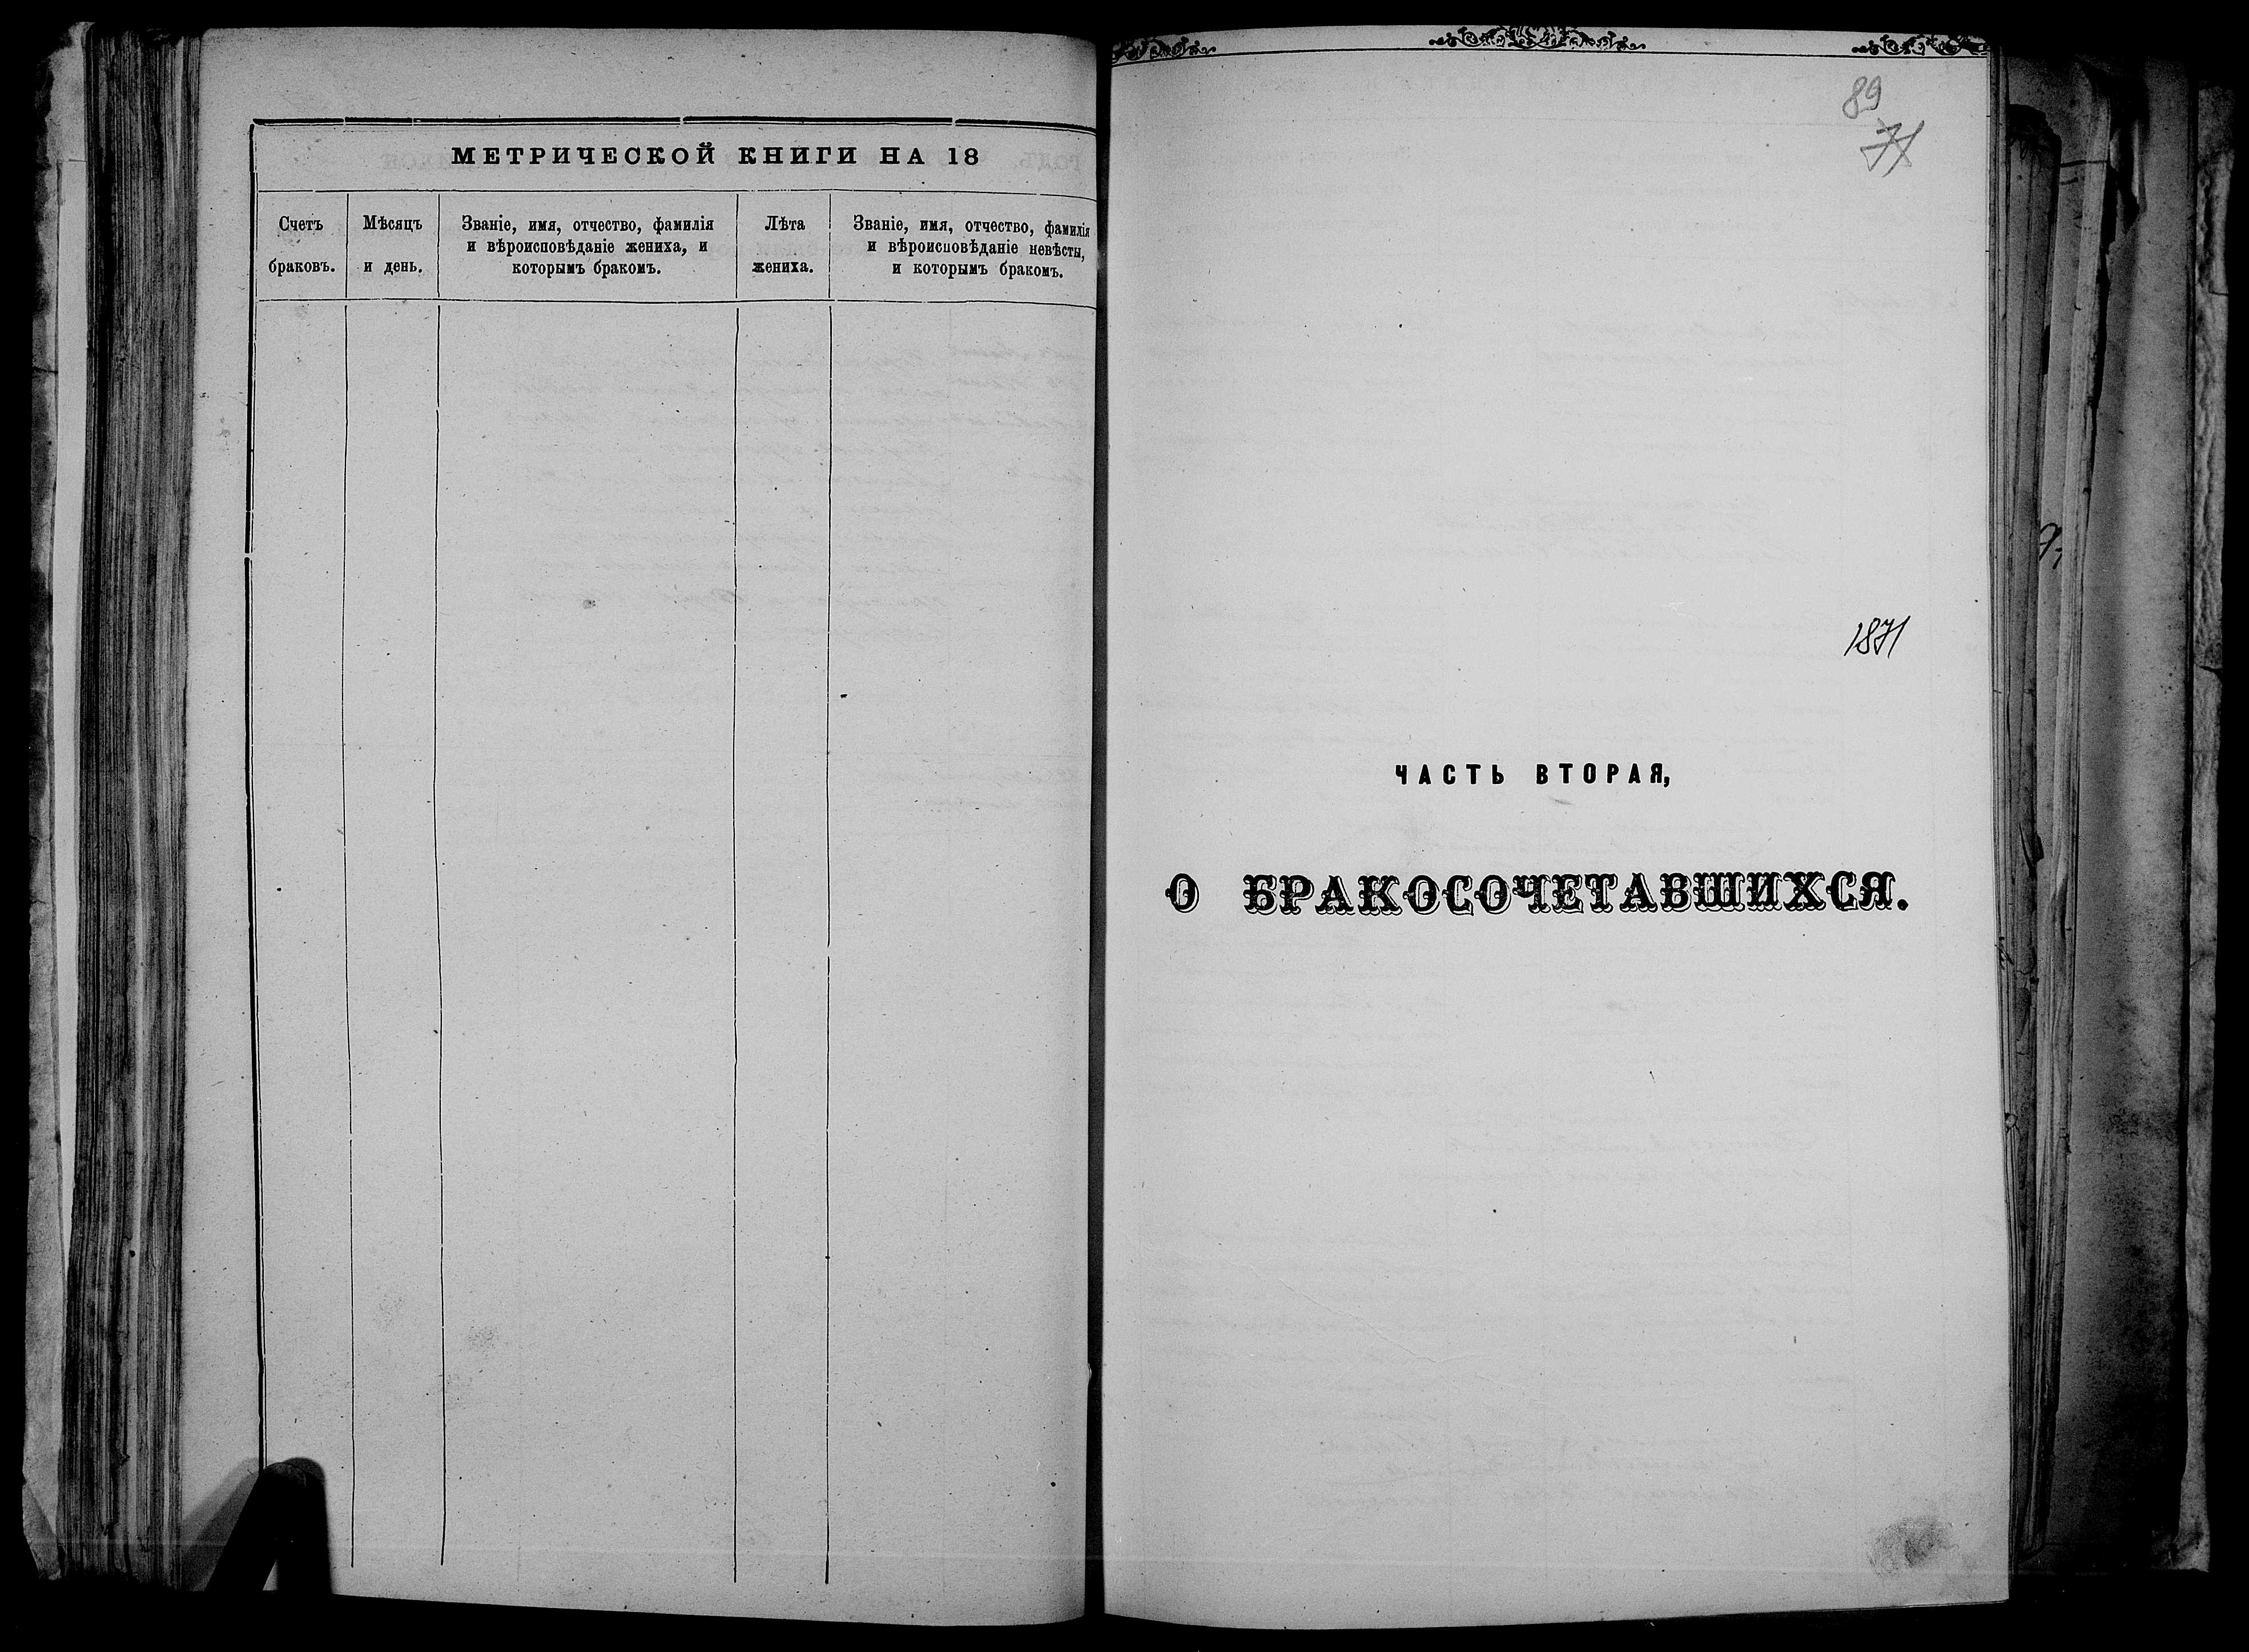 МЕТРИЧЕСКОЙ КНИГИ НА 18
Счетъ
браковъ.
Мѣсяцъ
и день.
Званіе, имя, отчество, фамилія
и вѣроисповѣданіе жениха, и
которымъ бракомъ.
Лѣта
жениха.
Званіе, имя, отчество, фамилія
и вѣроисповѣданіе невѣсты,
и которымъ бракомъ.
89
71
1871
ЧАСТЬ ВТОРАЯ,
О БРАКОСОЧЕТАВШИХСЯ.